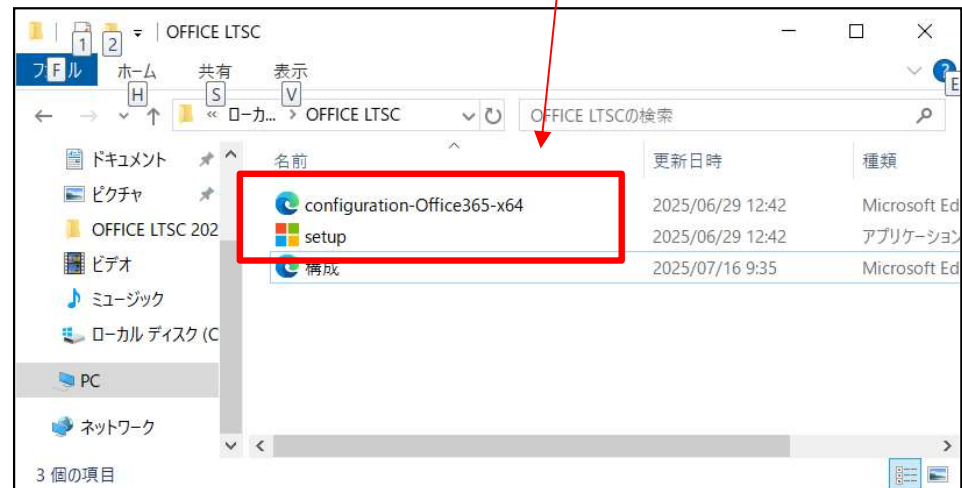 1 2 OFFICE LTSC
フ F ル ホーム 共有 表示
H S V E
« ローカ... > OFFICE LTSC OFFICE LTSCの検索
名前 更新日時 種類
ドキュメント
ピクチャ
OFFICE LTSC 202
ビデオ
ミュージック
ローカル ディスク (C
PC
ネットワーク
configuration-Office365-x64 2025/06/29 12:42 Microsoft Ed
setup 2025/06/29 12:42 アプリケーション
構成 2025/07/16 9:35 Microsoft Ed
3 個の項目